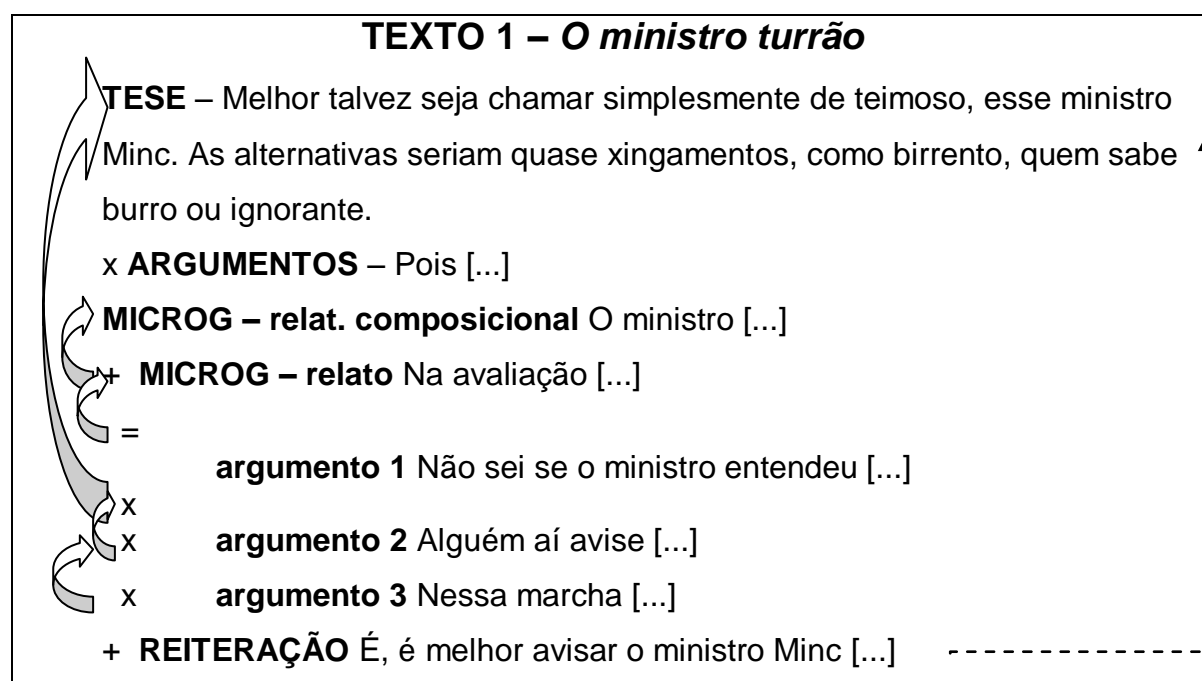 TEXTO 1 – O ministro turrão
TESE – Melhor talvez seja chamar simplesmente de teimoso, esse ministro
Minc. As alternativas seriam quase xingamentos, como birrento, quem sabe
burro ou ignorante.
x ARGUMENTOS – Pois [...]
MICROG – relat. composicional O ministro [...]
+ MICROG – relato Na avaliação [...]
=
argumento 1 Não sei se o ministro entendeu [...]
x
x argumento 2 Alguém aí avise [...]
x argumento 3 Nessa marcha [...]
+ REITERAÇÃO É, é melhor avisar o ministro Minc [...]